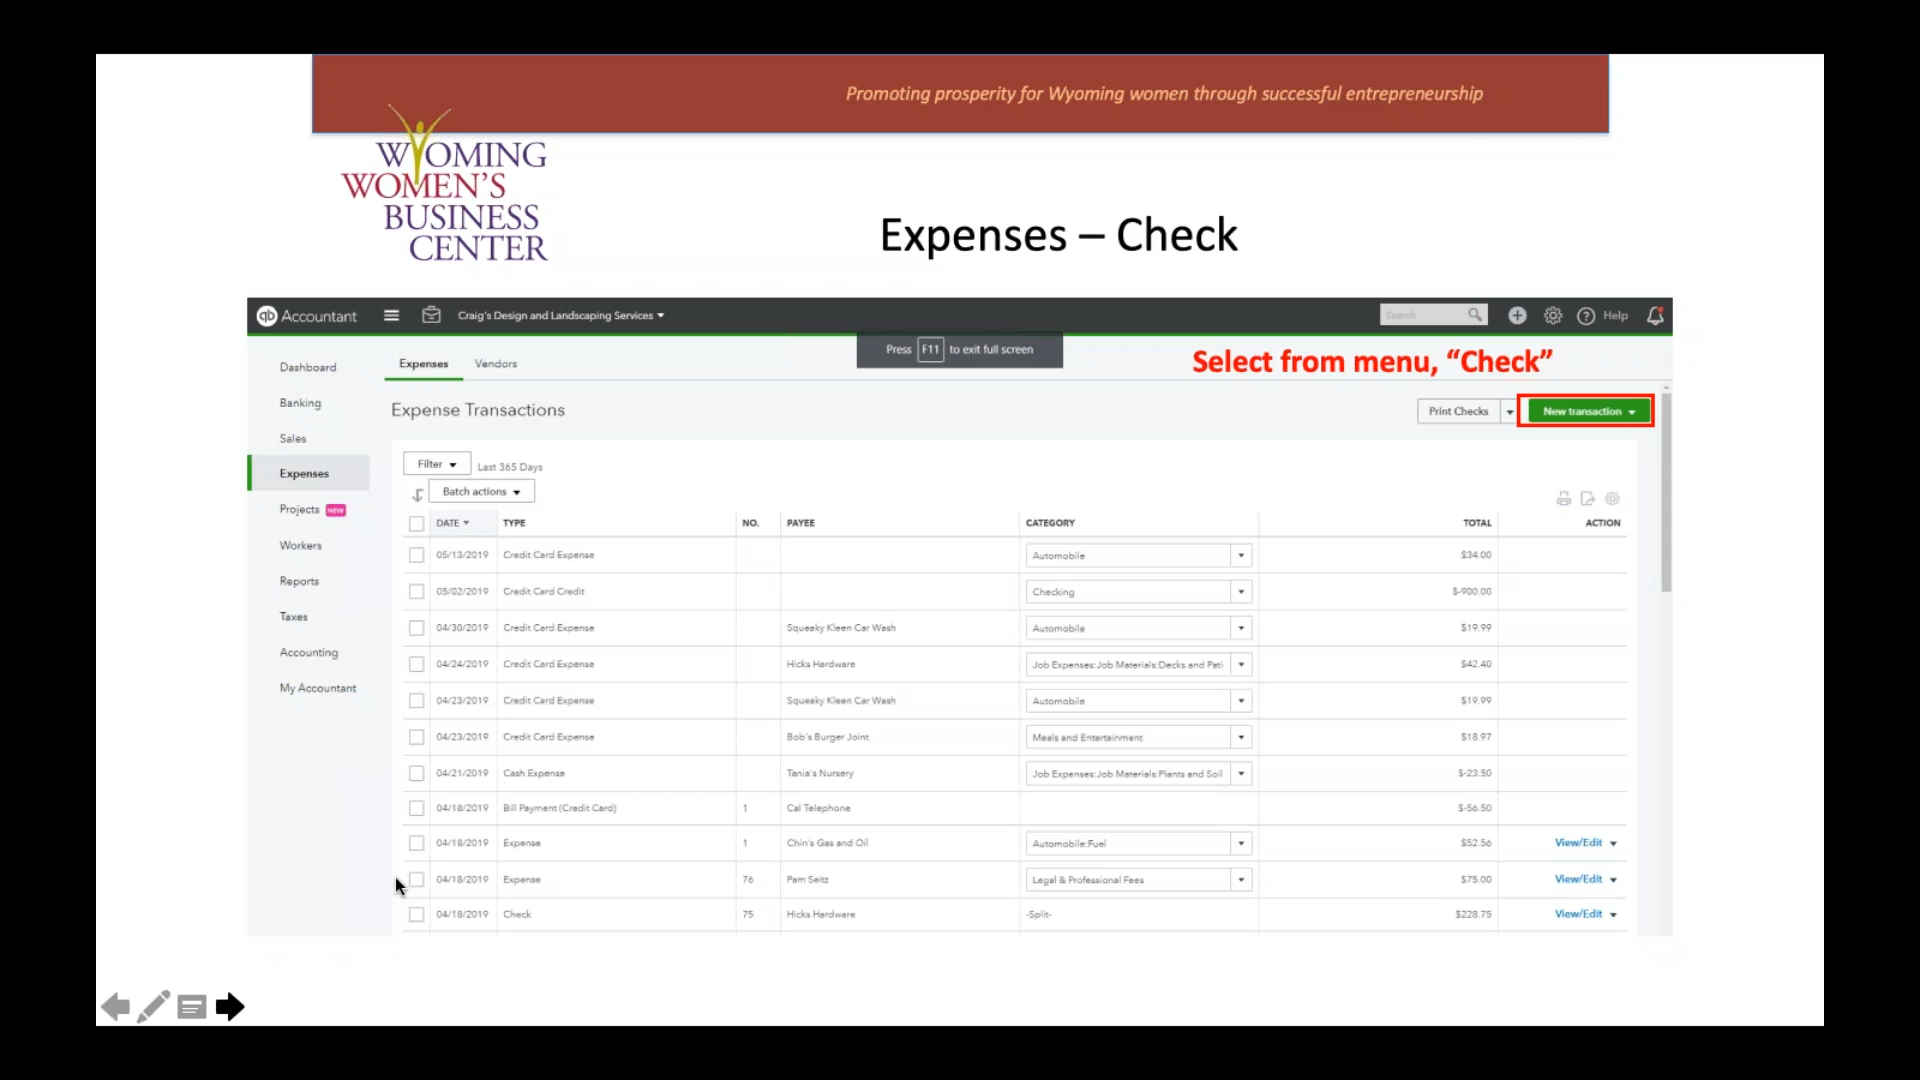 Promoting prosperity for Wyoming women through successful entrepreneurship
WYOMING
WOMEN'S
BUSINESS
CENTER
Expenses – Check
qb Accountant Craig's Design and Landscaping Services Search Help
Press F11 to exit full screen
Select from menu, “Check”
Dashboard
Banking
Sales
Expenses
Projects NEW
Workers
Reports
Taxes
Accounting
My Accountant
Expenses Vendors
Expense Transactions Print Checks New transaction
Filter Last 365 Days
Batch actions
DATE TYPE NO. PAYEE CATEGORY TOTAL ACTION
05/13/2019 Credit Card Expense Automobile $34.00
05/02/2019 Credit Card Credit Checking $-900.00
04/30/2019 Credit Card Expense Squeaky Kleen Car Wash Automobile $19.99
04/24/2019 Credit Card Expense Hicks Hardware Job Expenses:Job Materials:Decks and Pati $42.40
04/23/2019 Credit Card Expense Squeaky Kleen Car Wash Automobile $19.99
04/23/2019 Credit Card Expense Bob's Burger Joint Meals and Entertainment $18.97
04/21/2019 Cash Expense Tania's Nursery Job Expenses:Job Materials:Plants and Soil $-23.50
04/18/2019 Bill Payment (Credit Card) 1 Cal Telephone $-56.50
04/18/2019 Expense 1 Chin's Gas and Oil Automobile:Fuel $52.56 View/Edit
04/18/2019 Expense 76 Pam Seitz Legal & Professional Fees $75.00 View/Edit
04/18/2019 Check 75 Hicks Hardware -Split- $228.75 View/Edit